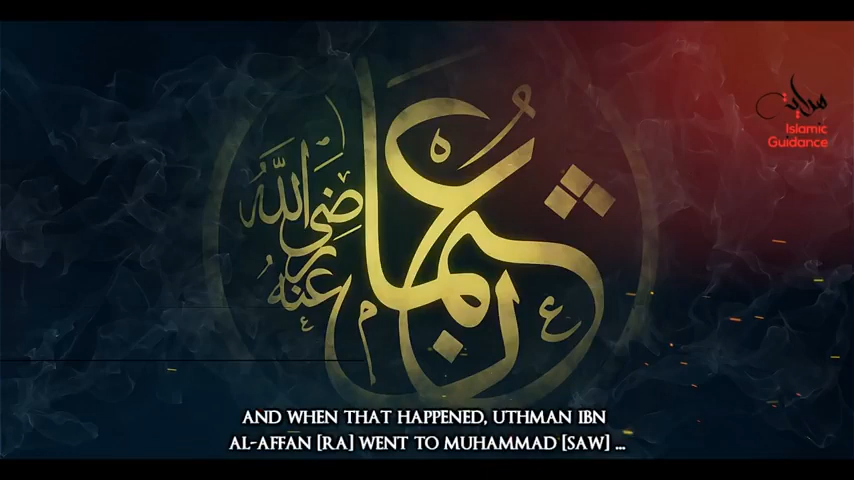 عثمان
رضي الله عنه
هداية
Islamic
Guidance
AND WHEN THAT HAPPENED, UTHMAN IBN
AL-AFFAN [RA] WENT TO MUHAMMAD [SAW] ...